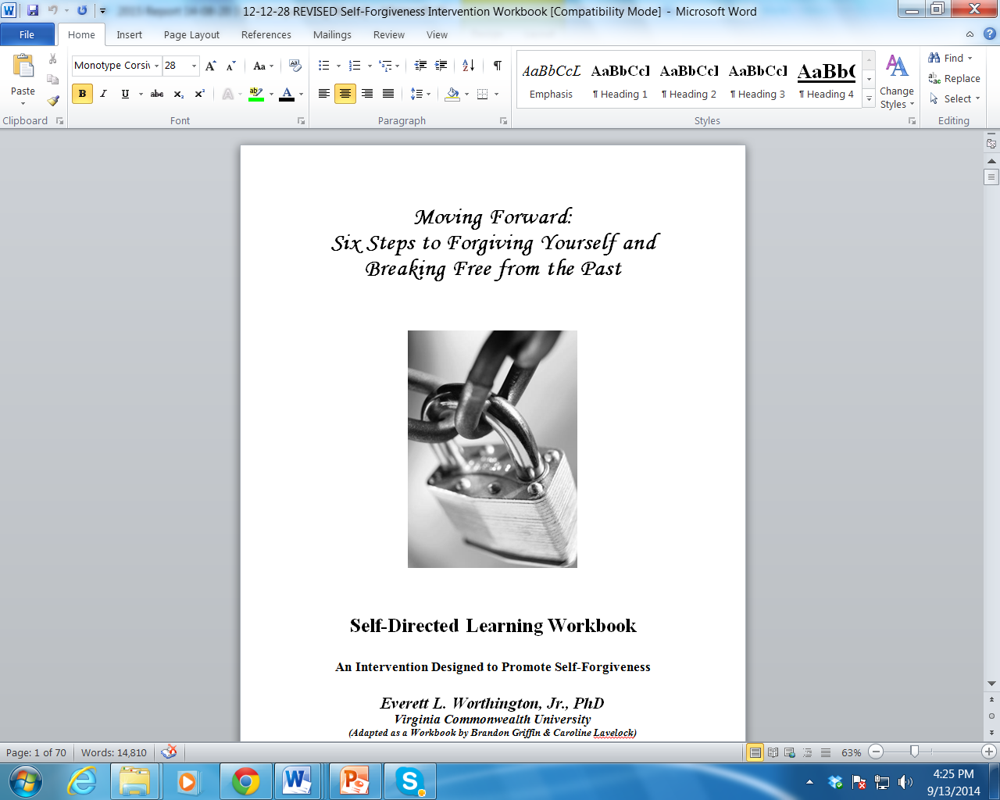 12-12-28 REVISED Self-Forgiveness Intervention Workbook [Compatibility Mode] - Microsoft Word
File Home Insert Page Layout References Mailings Review View
Monotype Corsiv 28
Paste
AaBbCcL AaBbCcI AaBbCcI AaBbCcI AaBbC
Emphasis ¶ Heading 1 ¶ Heading 2 ¶ Heading 3 ¶ Heading 4
Change Styles
Find
Replace
Select
Clipboard Font Paragraph Styles Editing
Moving Forward:
Six Steps to Forgiving Yourself and
Breaking Free from the Past
Self-Directed Learning Workbook
An Intervention Designed to Promote Self-Forgiveness
Everett L. Worthington, Jr., PhD
Virginia Commonwealth University
(Adapted as a Workbook by Brandon Griffin & Caroline Lavelock)
Page: 1 of 70 Words: 14,810 63%
4:25 PM
9/13/2014